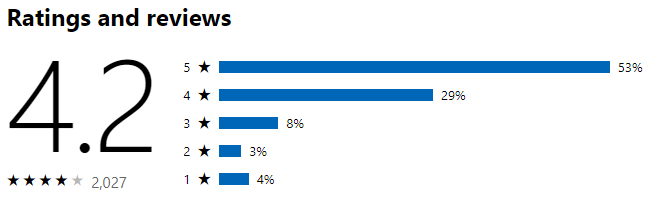 Ratings and reviews
4.2
★★★★★ 2,027
5 ★ 53%
4 ★ 29%
3 ★ 8%
2 ★ 3%
1 ★ 4%